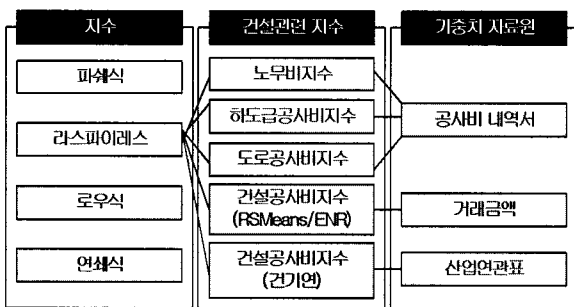 지수
파쉐식
라스파이레스
로우식
연쇄식
건설관련 지수
노무비지수
하도급공사비지수
도로공사비지수
건설공사비지수
(RSMeans/ENR)
건설공사비지수
(건기연)
가중치 자료원
공사비 내역서
거래금액
산업연관표